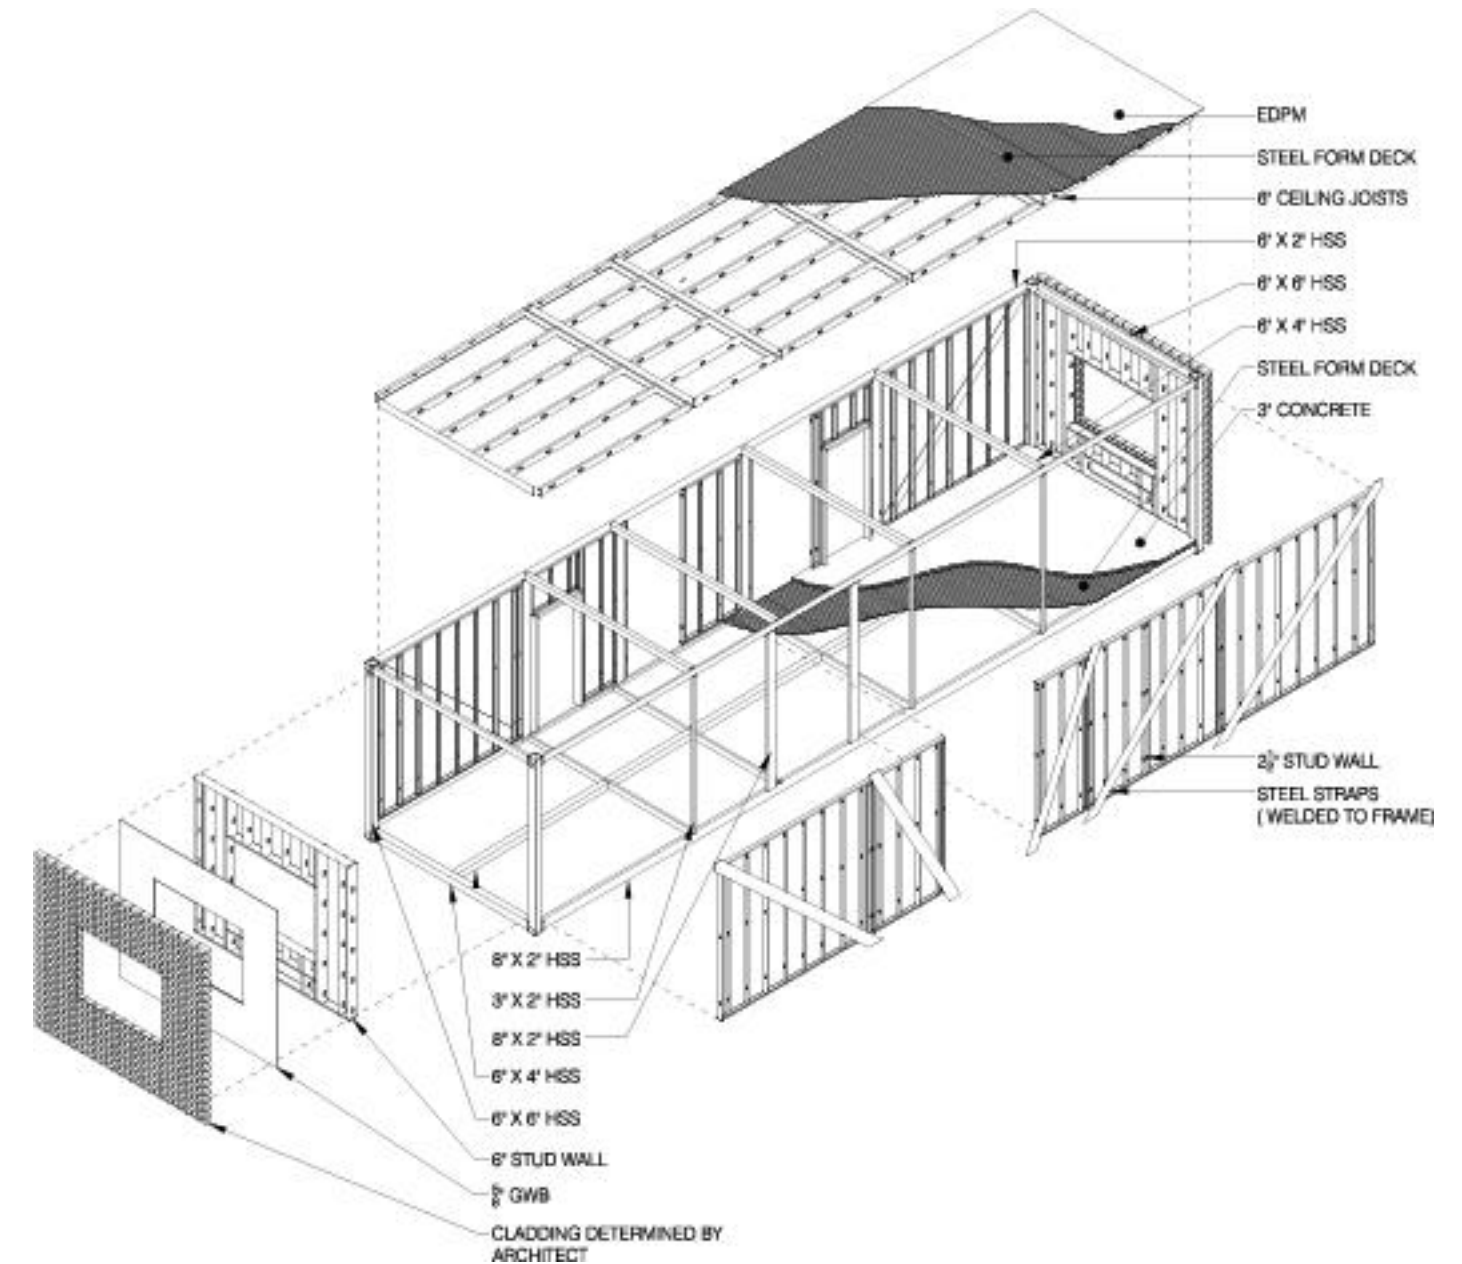 EDPM
STEEL FORM DECK
6" CEILING JOISTS
6" X 2" HSS
6" X 6" HSS
6" X 4" HSS
STEEL FORM DECK
3" CONCRETE
2½" STUD WALL
STEEL STRAPS
( WELDED TO FRAME)
8" X 2" HSS
3" X 2" HSS
8" X 2" HSS
6" X 4" HSS
6" X 6" HSS
6" STUD WALL
⅝" GWB
CLADDING DETERMINED BY
ARCHITECT